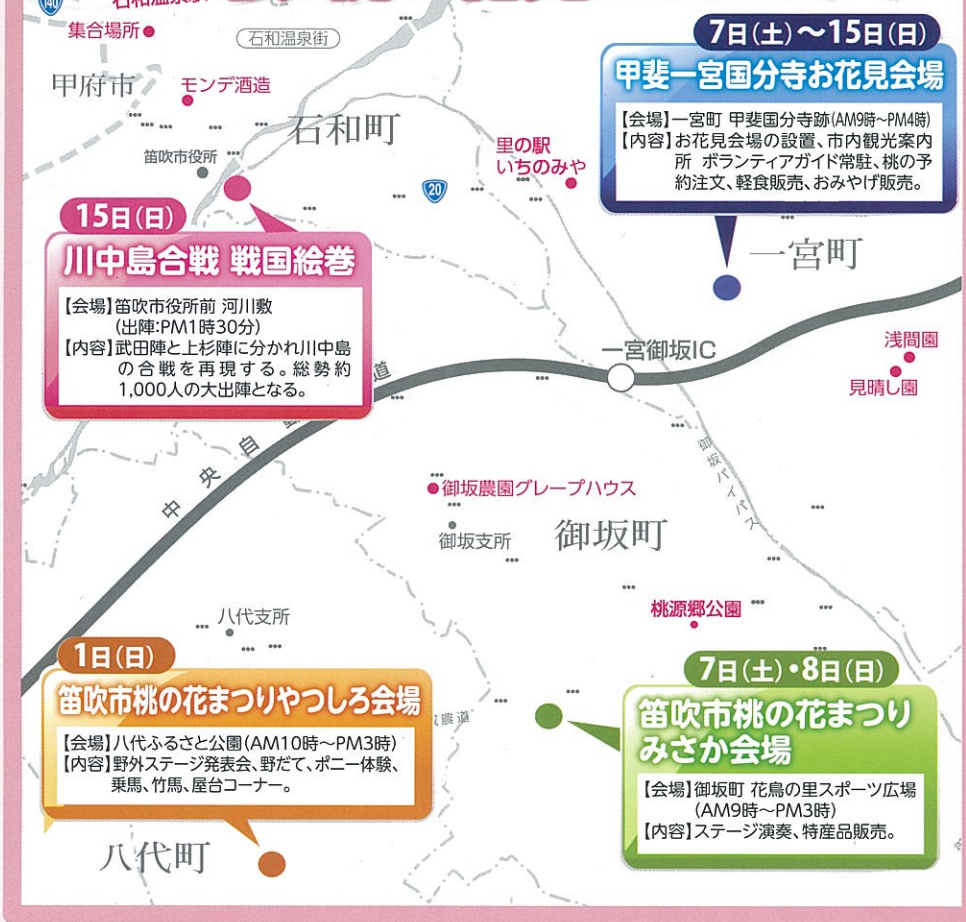 140
石和温泉駅
集合場所
石和温泉街
甲府市
モンデ酒造
石和町
笛吹市役所
里の駅
いちのみや
20
7日(土)～15日(日)
甲斐一宮国分寺お花見会場
【会場】一宮町 甲斐国分寺跡(AM9時～PM4時)
【内容】お花見会場の設置、市内観光案内
所 ボランティアガイド常駐、桃の予
約注文、軽食販売、おみやげ販売。
一宮町
15日(日)
川中島合戦 戦国絵巻
【会場】笛吹市役所前 河川敷
(出陣:PM1時30分)
【内容】武田陣と上杉陣に分かれ川中島
の合戦を再現する。総勢約
1,000人の大出陣となる。
一宮御坂IC
浅間園
見晴し園
中央自動道
御坂バイパス
御坂農園グレープハウス
御坂支所
御坂町
桃源郷公園
八代支所
1日(日)
笛吹市桃の花まつりやつしろ会場
【会場】八代ふるさと公園(AM10時～PM3時)
【内容】野外ステージ発表会、野だて、ポニー体験、
乗馬、竹馬、屋台コーナー。
農道
八代町
7日(土)・8日(日)
笛吹市桃の花まつり
みさか会場
【会場】御坂町 花鳥の里スポーツ広場
(AM9時～PM3時)
【内容】ステージ演奏、特産品販売。